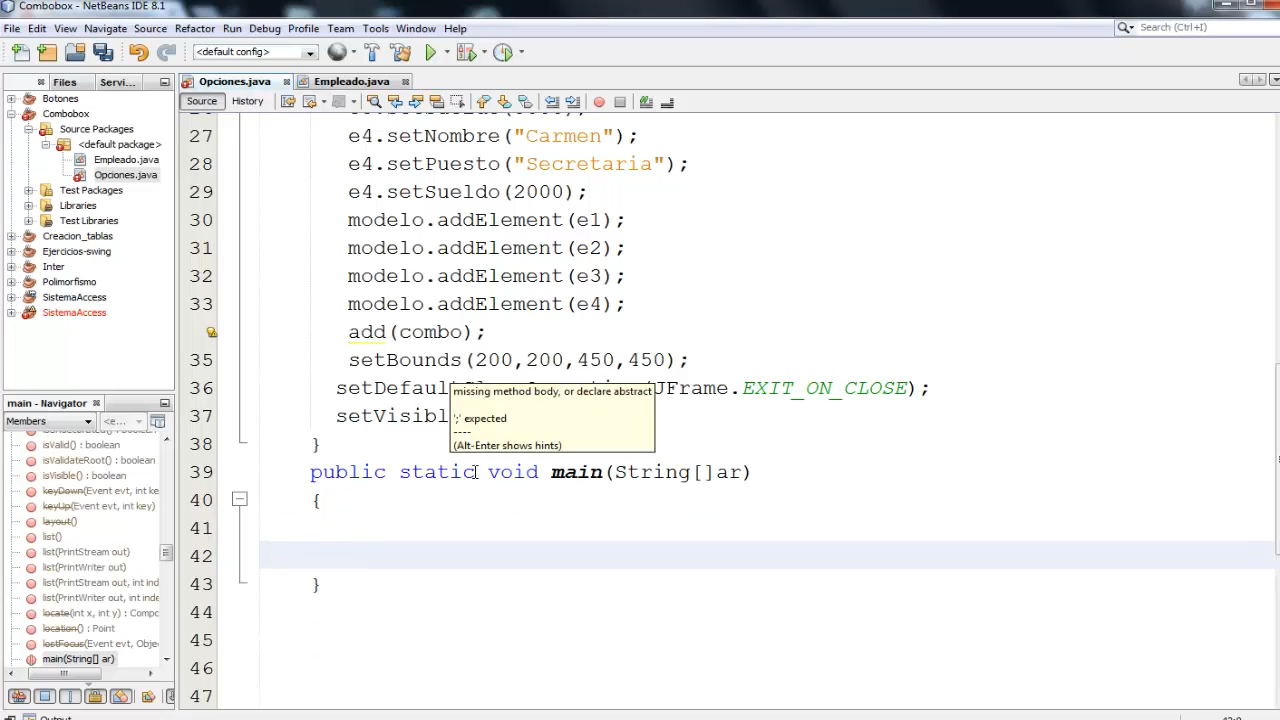 Combobox - NetBeans IDE 8.1
File Edit View Navigate Source Refactor Run Debug Profile Team Tools Window Help
Search (Ctrl+I)
<default config>
Files Servi...
Opciones.java Empleado.java
Source History
Botones
Combobox
Source Packages
<default package>
Empleado.java
Opciones.java
Test Packages
Libraries
Test Libraries
Creacion_tablas
Ejercicios-swing
Inter
Polimorfismo
SistemaAccess
SistemaAccess
main - Navigator
Members <e...
isValid() : boolean
isValidateRoot() : boolean
isVisible() : boolean
keyDown(Event evt, int ke
keyUp(Event evt, int key)
layout()
list()
list(PrintStream out)
list(PrintWriter out)
list(PrintStream out, int ind
list(PrintWriter out, int inde
locate(int x, int y) : Compo
location() : Point
lostFocus(Event evt, Obje
main(String[] ar)
27 e4.setNombre("Carmen");
28 e4.setPuesto("Secretaria");
29 e4.setSueldo(2000);
30 modelo.addElement(e1);
31 modelo.addElement(e2);
32 modelo.addElement(e3);
33 modelo.addElement(e4);
add(combo);
35 setBounds(200,200,450,450);
36 setDefaul JFrame.EXIT_ON_CLOSE);
37 setVisibl
missing method body, or declare abstract
';' expected
----
(Alt-Enter shows hints)
38 }
39 public static void main(String[]ar)
40 {
41
42
43 }
44
45
46
47
Output